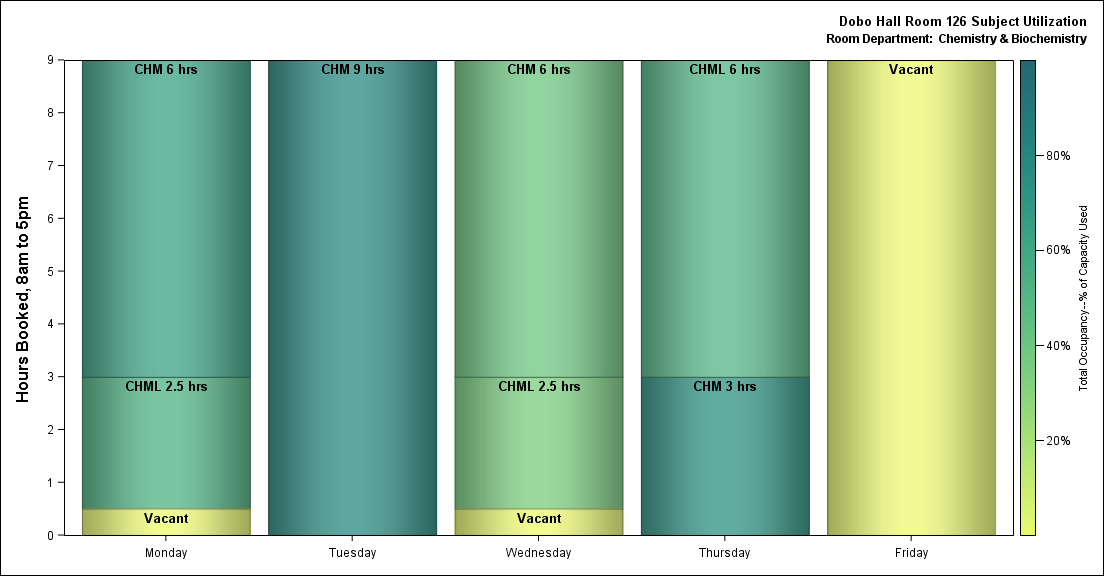 Dobo Hall Room 126 Subject Utilization
Room Department: Chemistry & Biochemistry
Hours Booked, 8am to 5pm
9
8
7
6
5
4
3
2
1
0
CHM 6 hrs
CHML 2.5 hrs
Vacant
CHM 9 hrs
CHM 6 hrs
CHML 2.5 hrs
Vacant
CHML 6 hrs
CHM 3 hrs
Vacant
Monday
Tuesday
Wednesday
Thursday
Friday
80%
60%
40%
20%
Total Occupancy--% of Capacity Used